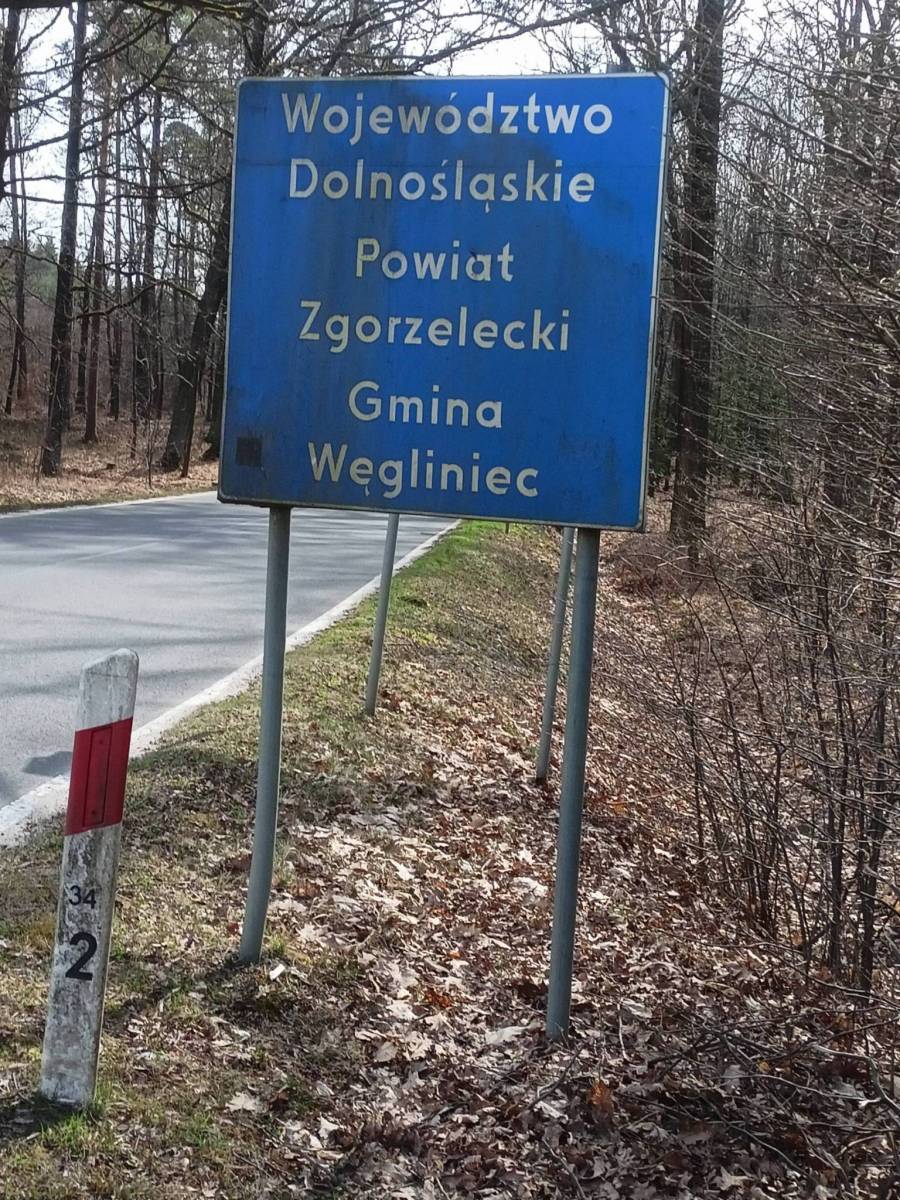 Województwo
Dolnośląskie
Powiat
Zgorzelecki
Gmina
Węgliniec
34
2